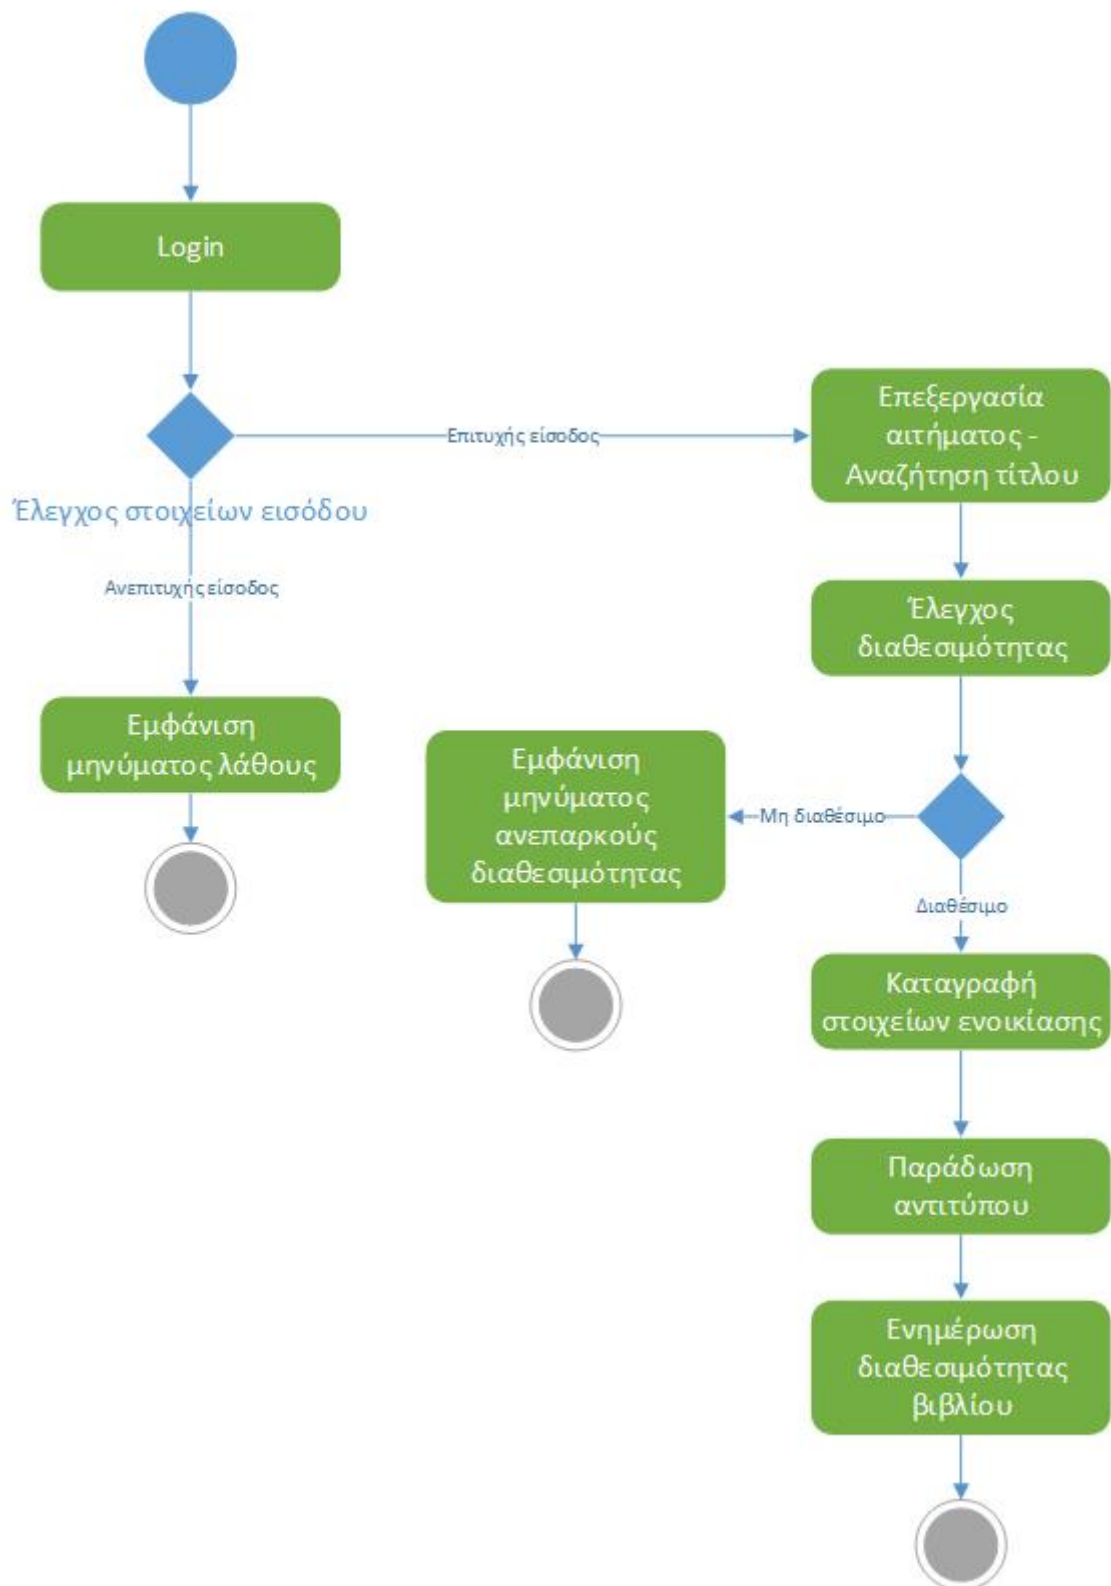 Login
Επιτυχής είσοδος
Επεξεργασία
αιτήματος -
Αναζήτηση τίτλου
Έλεγχος στοιχείων εισόδου
Ανεπιτυχής είσοδος
Έλεγχος
διαθεσιμότητας
Εμφάνιση
μηνύματος λάθους
Εμφάνιση
μηνύματος
ανεπαρκούς
διαθεσιμότητας
Μη διαθέσιμο
Διαθέσιμο
Καταγραφή
στοιχείων ενοικίασης
Παράδωση
αντιτύπου
Ενημέρωση
διαθεσιμότητας
βιβλίου